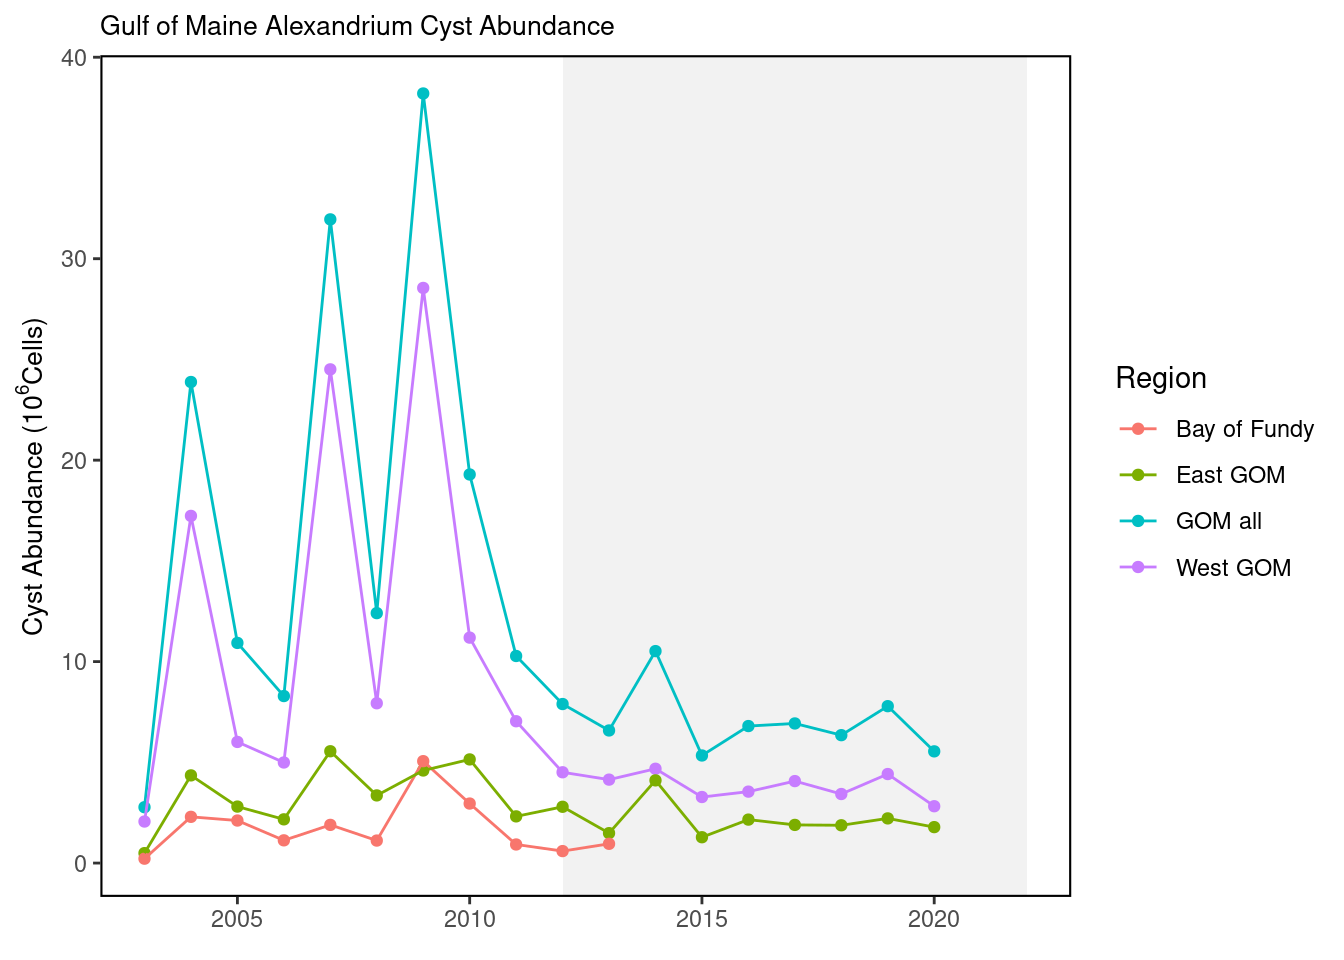 Gulf of Maine Alexandrium Cyst Abundance
40
30
20
10
0
Cyst Abundance (10⁶Cells)
2005 2010 2015 2020
Region
Bay of Fundy
East GOM
GOM all
West GOM